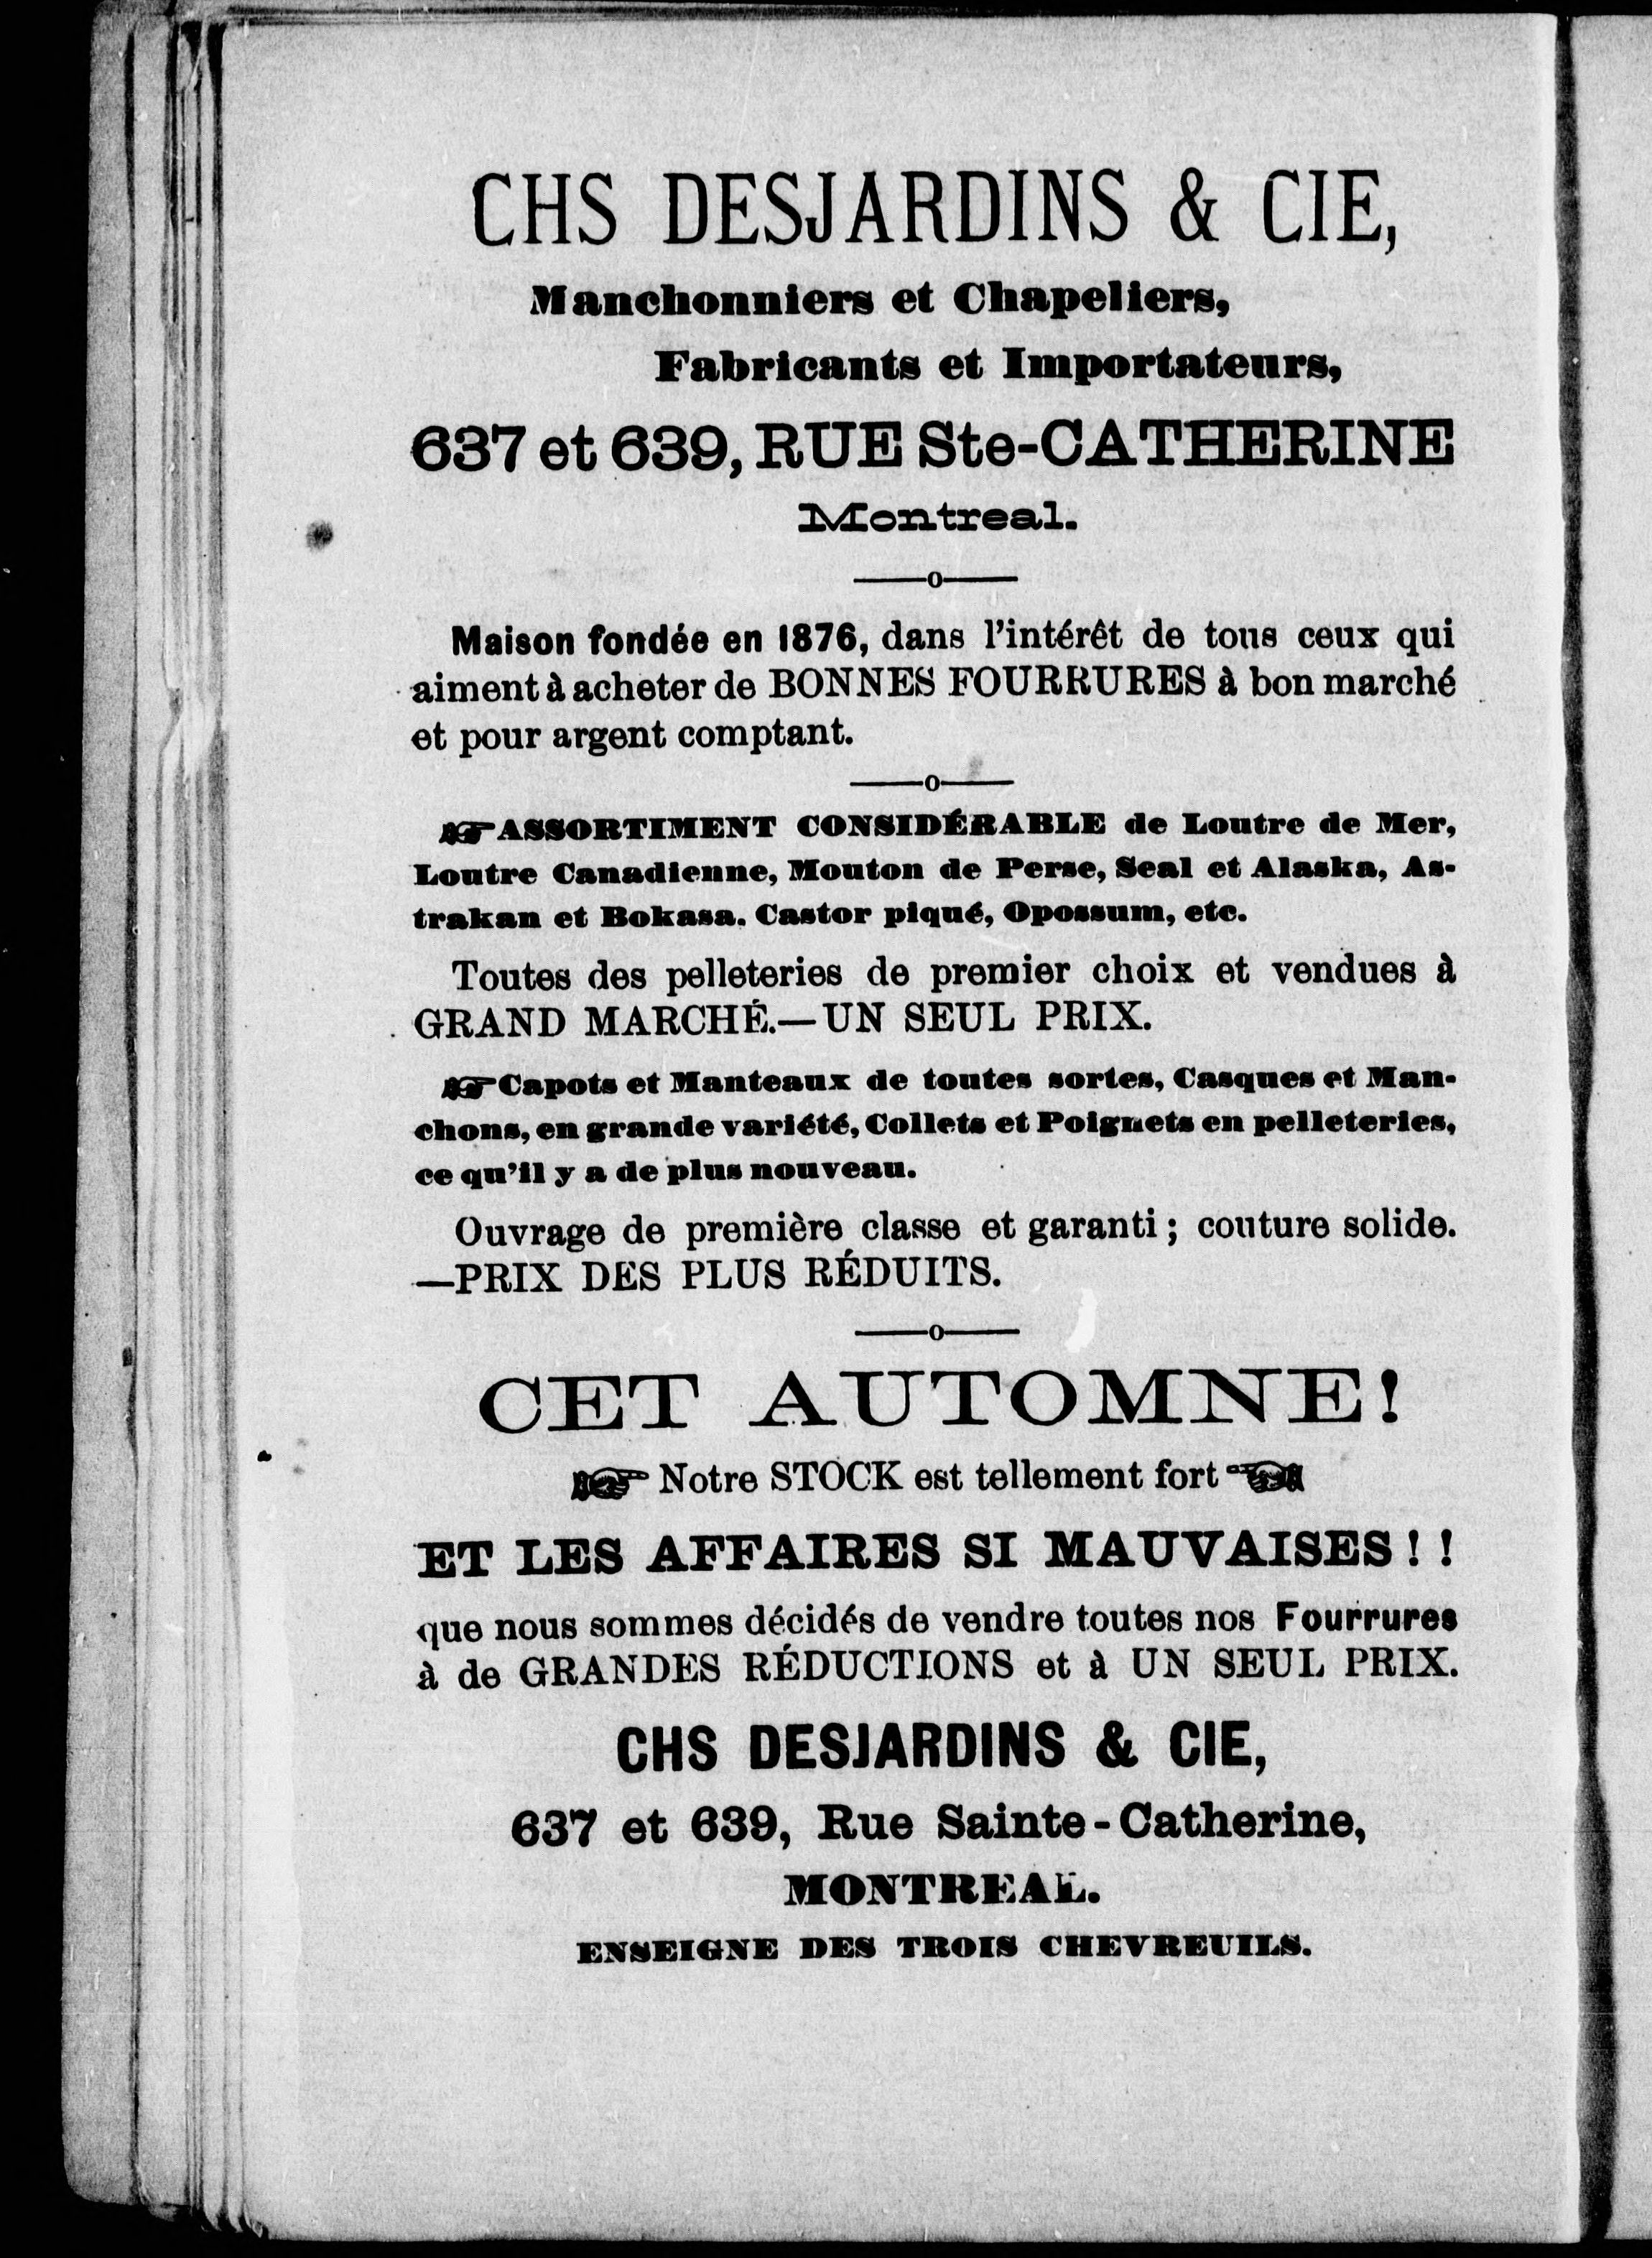 CHS DESJARDINS & CIE,
Manchonniers et Chapeliers,
Fabricants et Importateurs,
637 et 639, RUE Ste-CATHERINE
Montreal.
—o—
Maison fondée en 1876, dans l'intérêt de tous ceux qui
aiment à acheter de BONNES FOURRURES à bon marché
et pour argent comptant.
—o—
☞ASSORTIMENT CONSIDÉRABLE de Loutre de Mer,
Loutre Canadienne, Mouton de Perse, Seal et Alaska, As-
trakan et Bokasa. Castor piqué, Opossum, etc.
Toutes des pelleteries de premier choix et vendues à
GRAND MARCHÉ.—UN SEUL PRIX.
☞Capots et Manteaux de toutes sortes, Casques et Man-
chons, en grande variété, Collets et Poignets en pelleteries,
ce qu'il y a de plus nouveau.
Ouvrage de première classe et garanti ; couture solide.
—PRIX DES PLUS RÉDUITS.
—o—
CET AUTOMNE!
☞ Notre STOCK est tellement fort ☜
ET LES AFFAIRES SI MAUVAISES ! !
que nous sommes décidés de vendre toutes nos Fourrures
à de GRANDES RÉDUCTIONS et à UN SEUL PRIX.
CHS DESJARDINS & CIE,
637 et 639, Rue Sainte-Catherine,
MONTREAL.
ENSEIGNE DES TROIS CHEVREUILS.